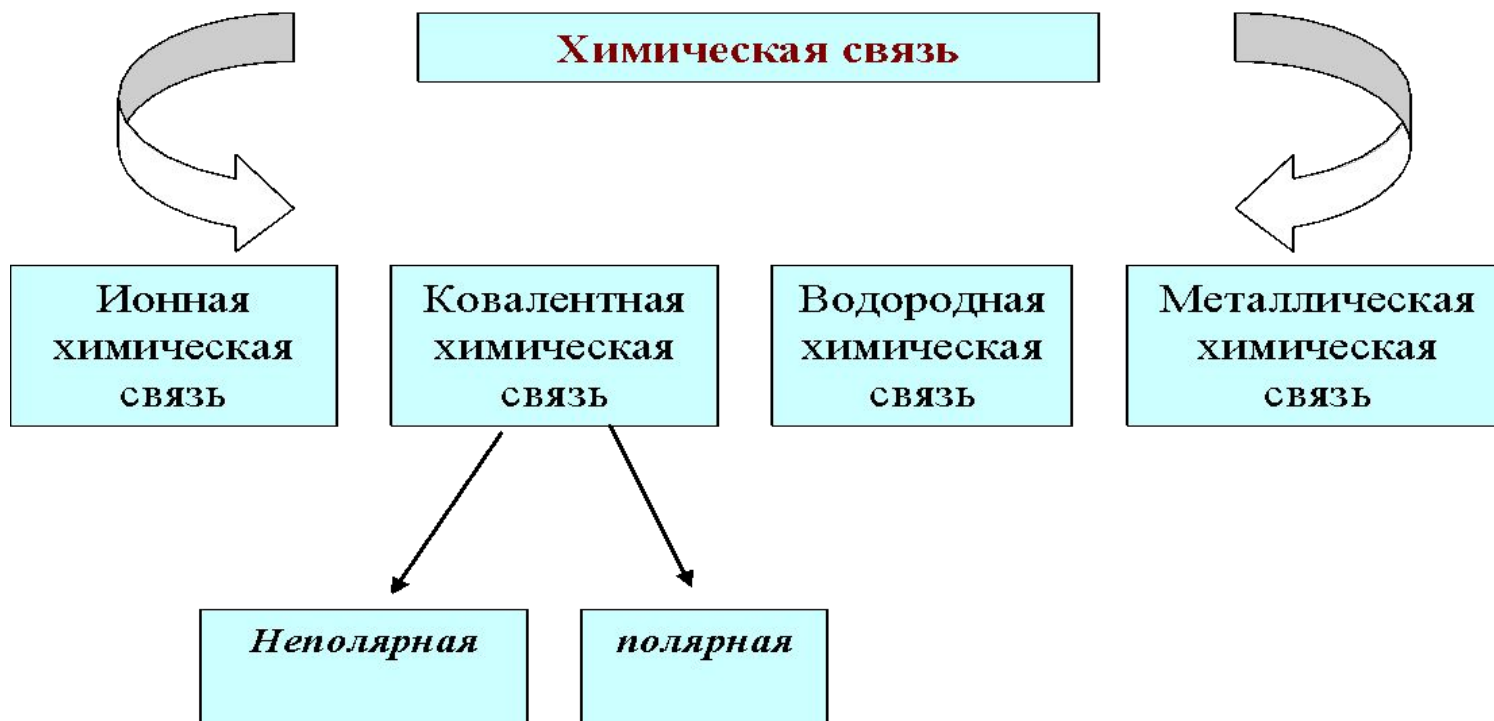 Химическая связь
Ионная
химическая
связь
Ковалентная
химическая
связь
Водородная
химическая
связь
Металлическая
химическая
связь
Неполярная
полярная